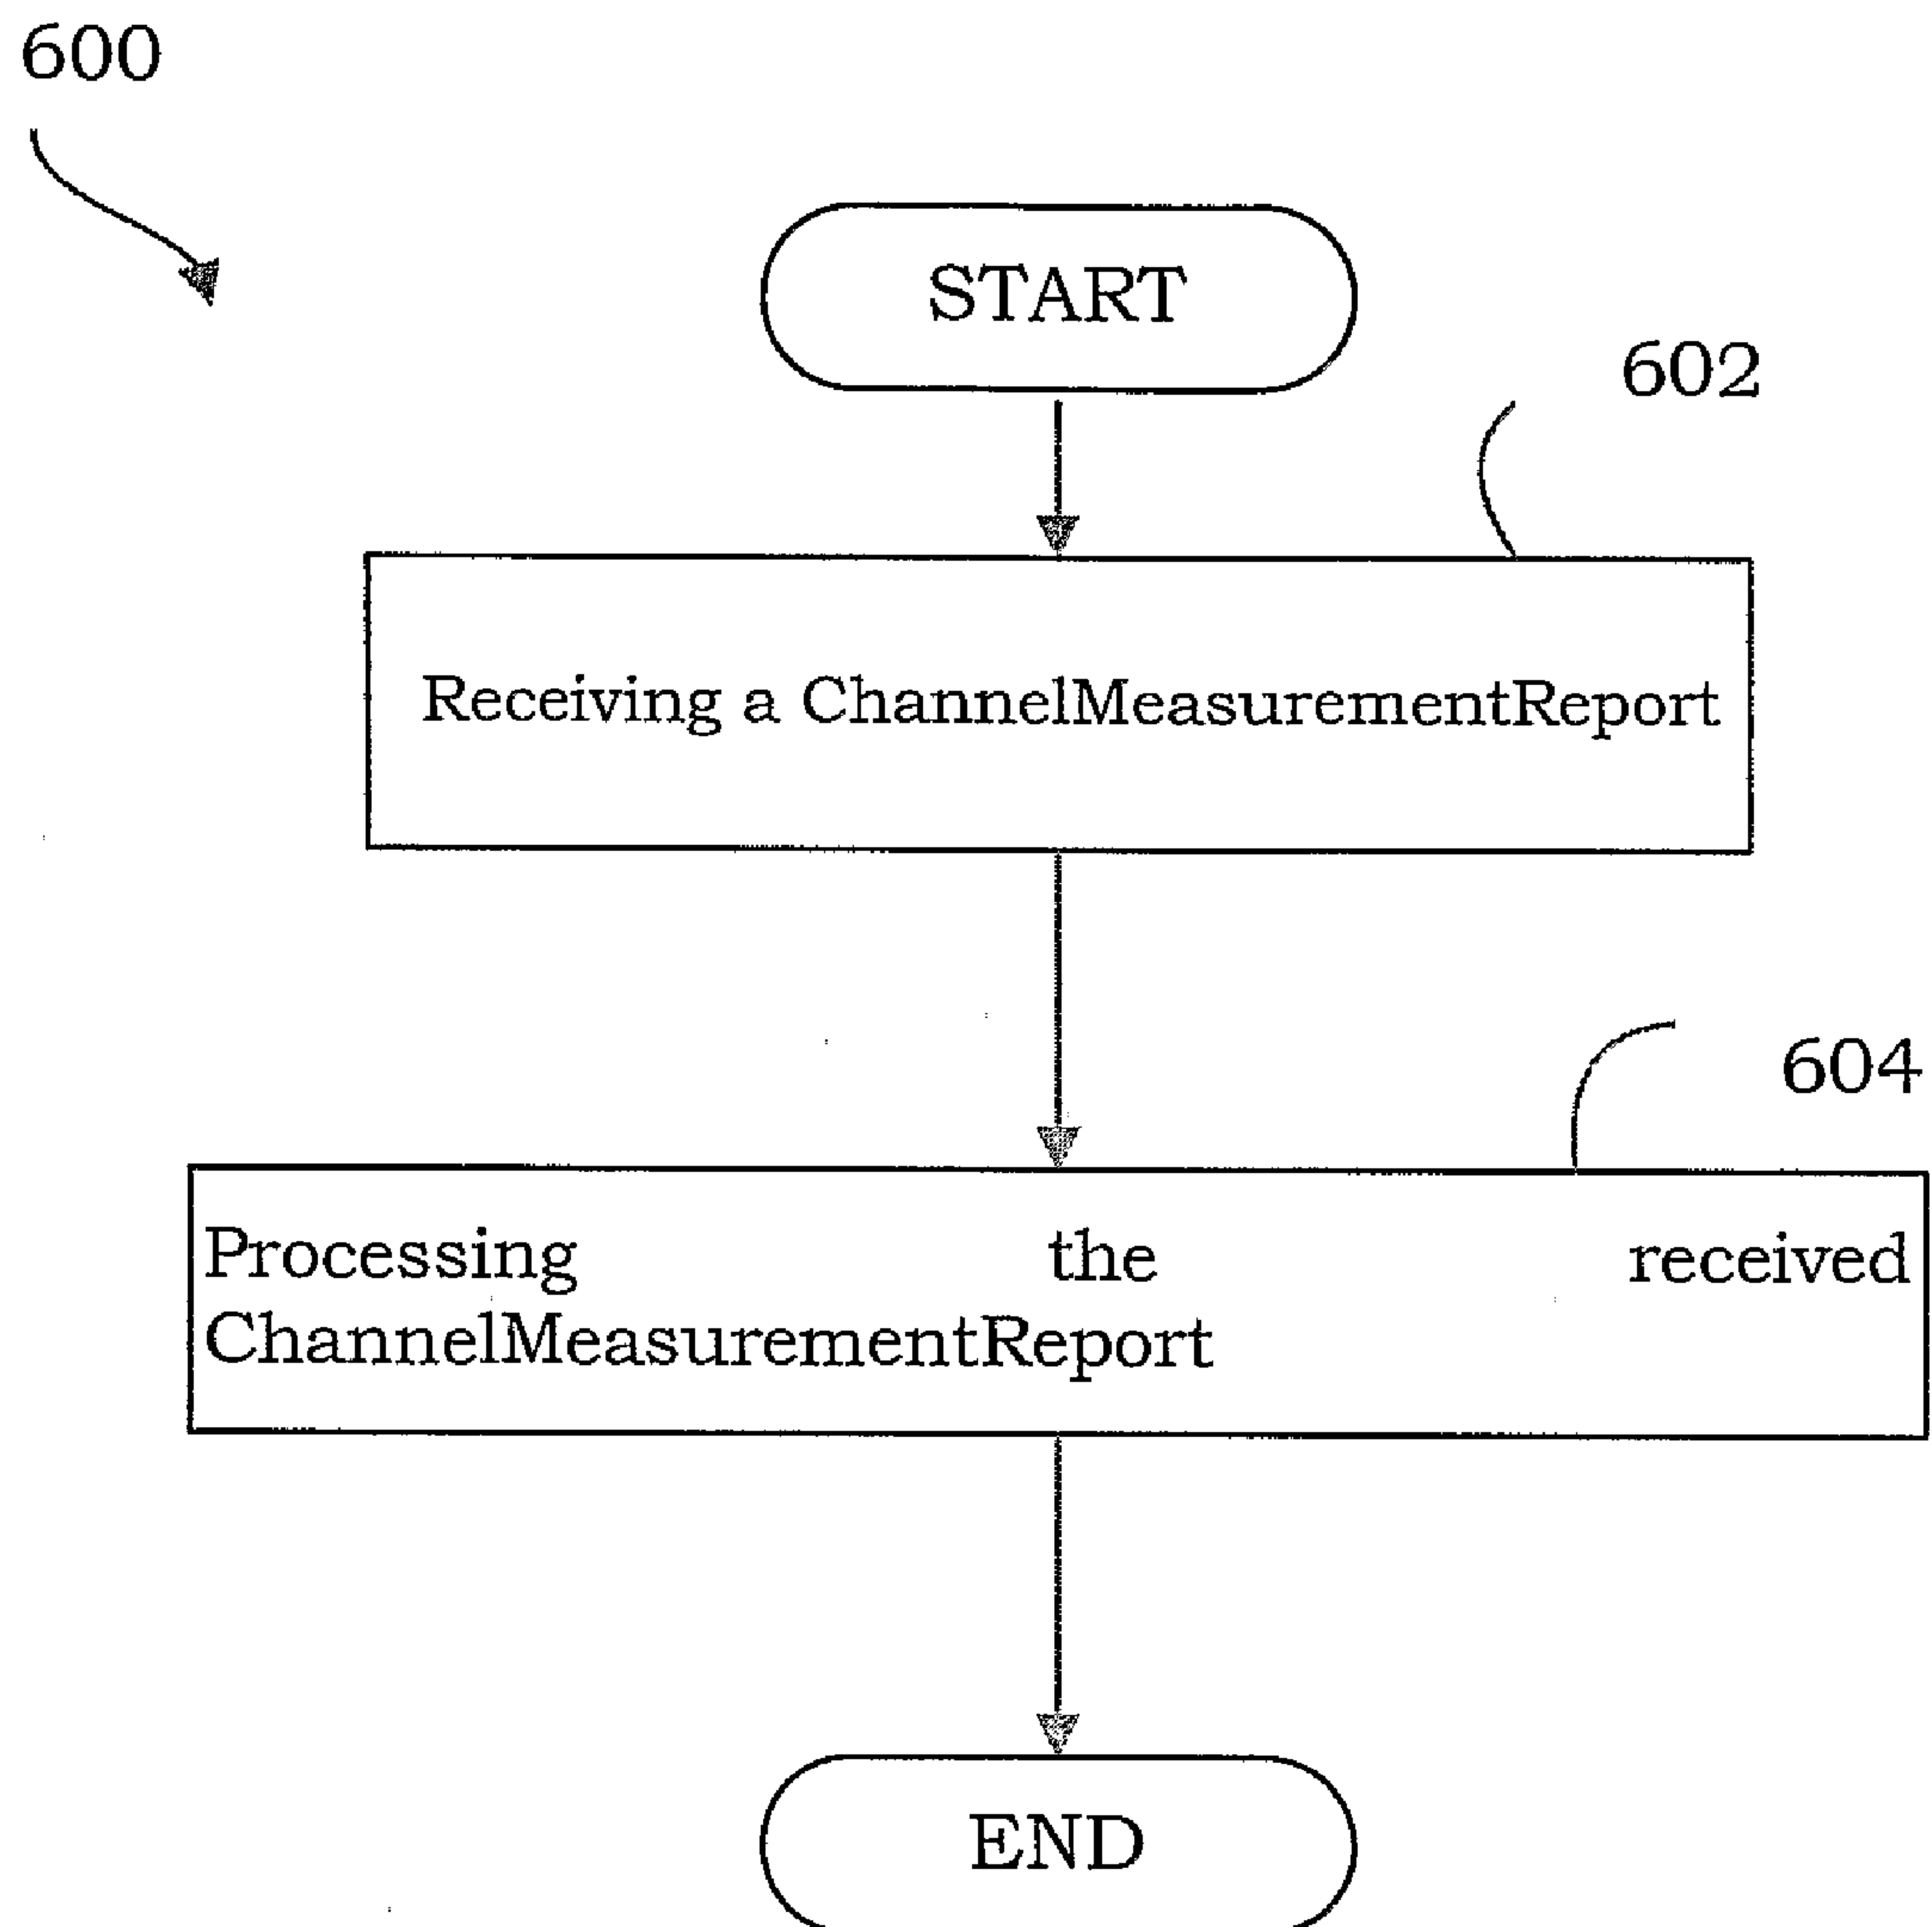 600
START
602
Receiving a ChannelMeasurementReport
604
Processing the received
ChannelMeasurementReport
END